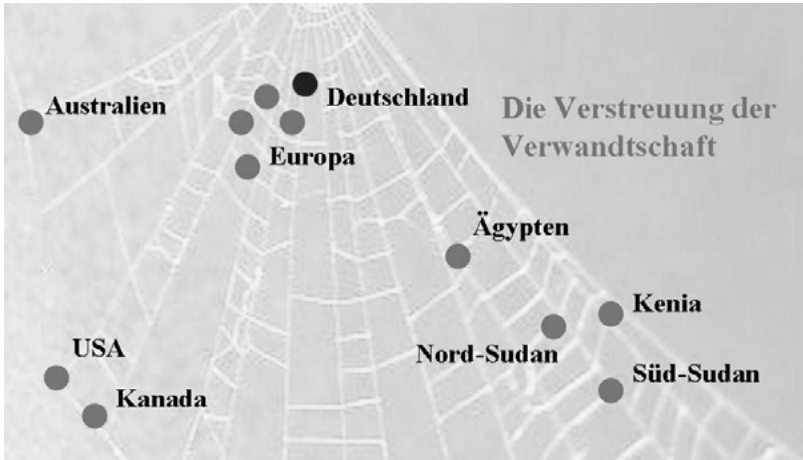 Australien
Deutschland
Die Verstreuung der
Verwandtschaft
Europa
Ägypten
Kenia
Nord-Sudan
USA
Süd-Sudan
Kanada